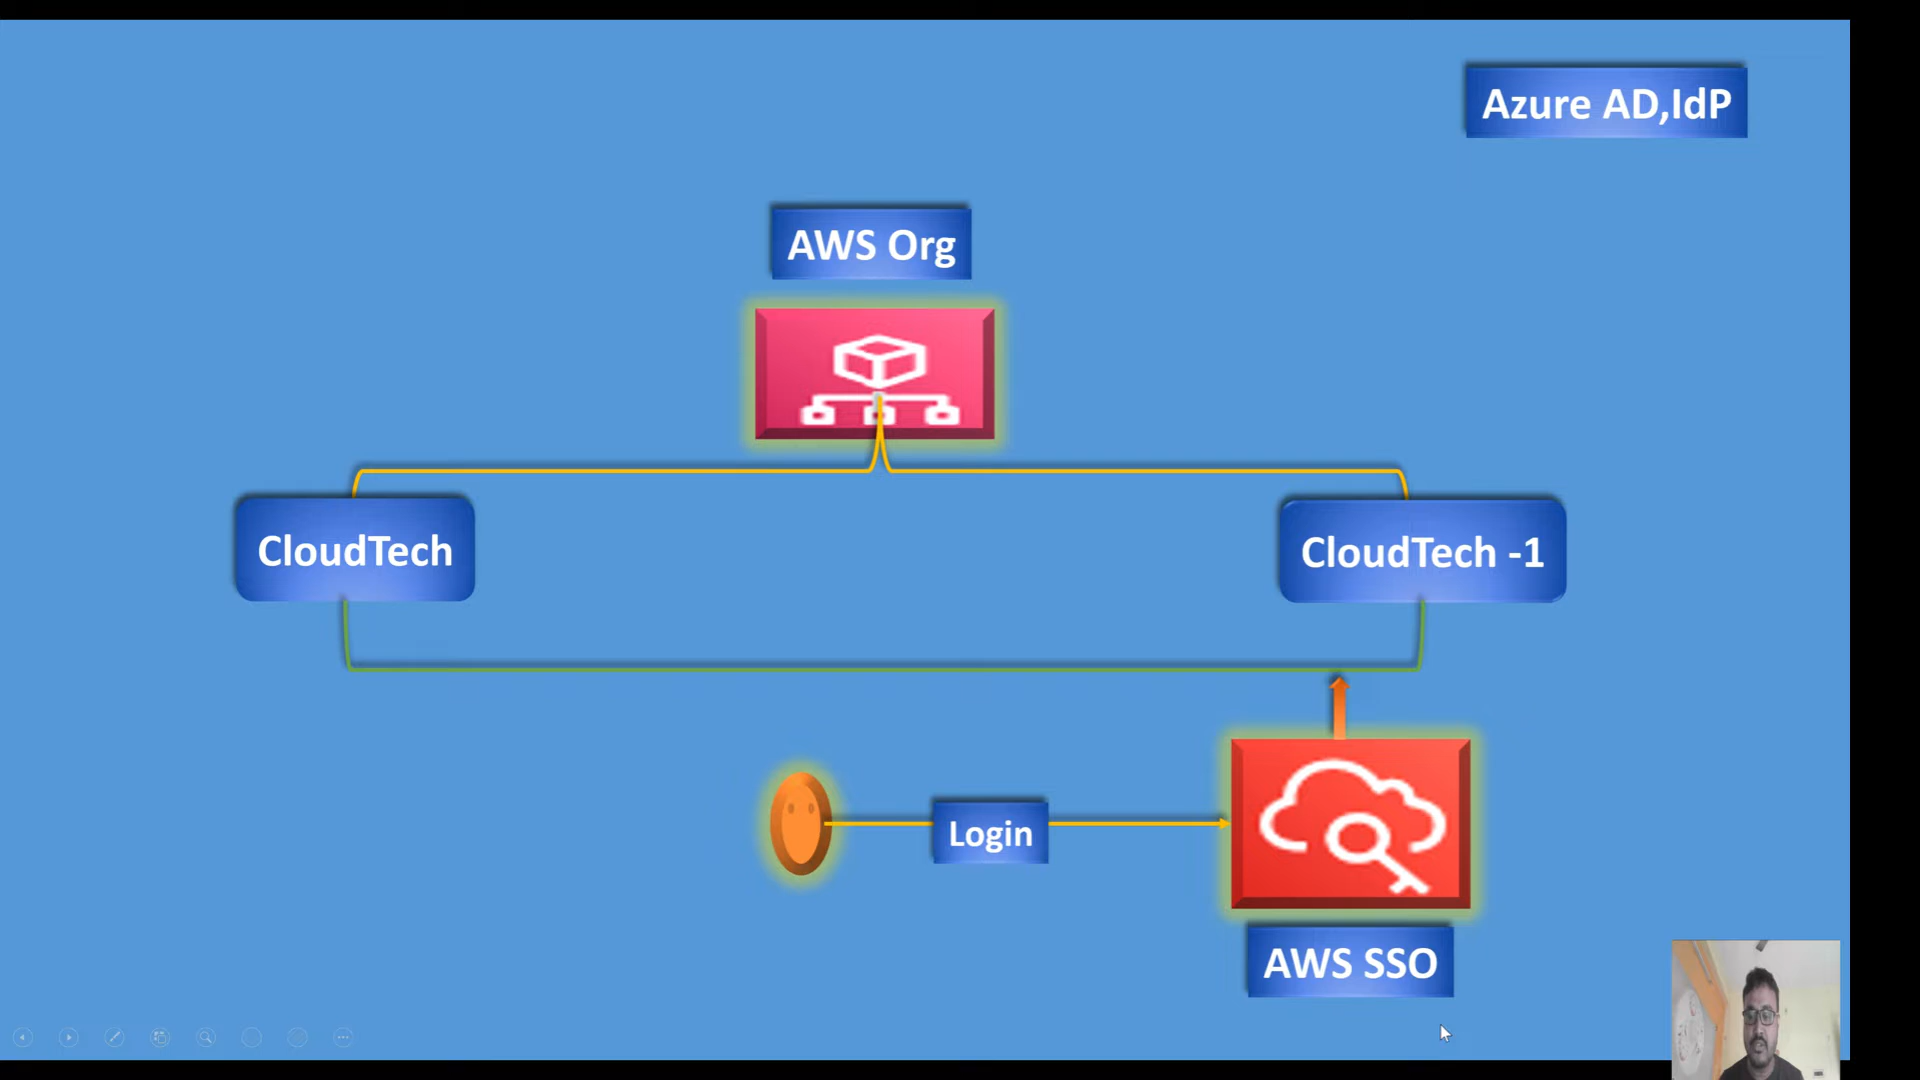 Azure AD,IdP
AWS Org
CloudTech
CloudTech -1
Login
AWS SSO